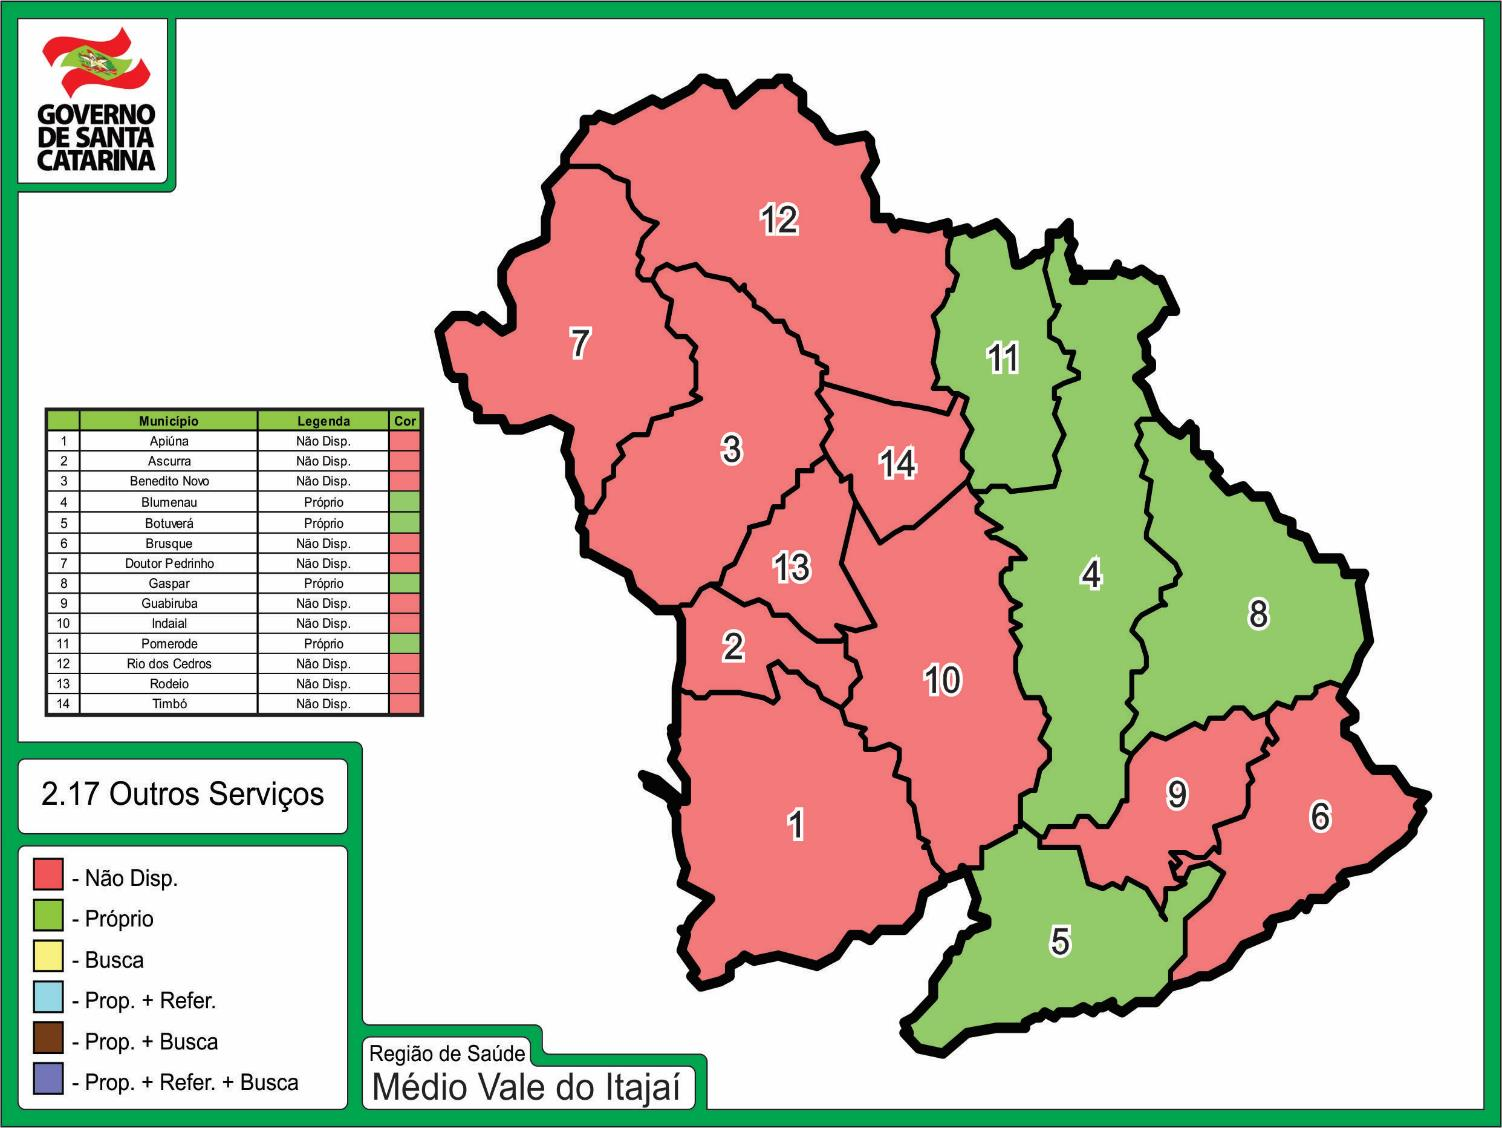 GOVERNO
DE SANTA
CATARINA
Município Legenda Cor
1 Apiúna Não Disp.
2 Ascurra Não Disp.
3 Benedito Novo Não Disp.
4 Blumenau Próprio
5 Botuverá Próprio
6 Brusque Não Disp.
7 Doutor Pedrinho Não Disp.
8 Gaspar Próprio
9 Guabiruba Não Disp.
10 Indaial Não Disp.
11 Pomerode Próprio
12 Rio dos Cedros Não Disp.
13 Rodeio Não Disp.
14 Timbó Não Disp.
2.17 Outros Serviços
- Não Disp.
- Próprio
- Busca
- Prop. + Refer.
- Prop. + Busca
- Prop. + Refer. + Busca
Região de Saúde
Médio Vale do Itajaí
12
7
11
3
14
13
4
8
2
10
9
1
6
5